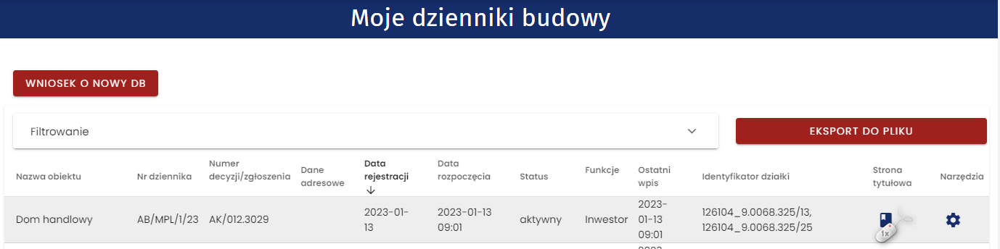 Moje dzienniki budowy
WNIOSEK O NOWY DB
Filtrowanie
EKSPORT DO PLIKU
Nazwa obiektu
Nr dziennika
Numer
decyzji/zgłoszenia
Dane
adresowe
Data
rejestracji
Data
rozpoczęcia
Status
Funkcje
Ostatni
wpis
Identyfikator działki
Strona
tytułowa
Narzędzia
Dom handlowy
AB/MPL/1/23
AK/012.3029
2023-01-
13
2023-01-13
09:01
aktywny
Inwestor
2023-
01-13
09:01
126104_9.0068.325/13,
126104_9.0068.325/25
1x